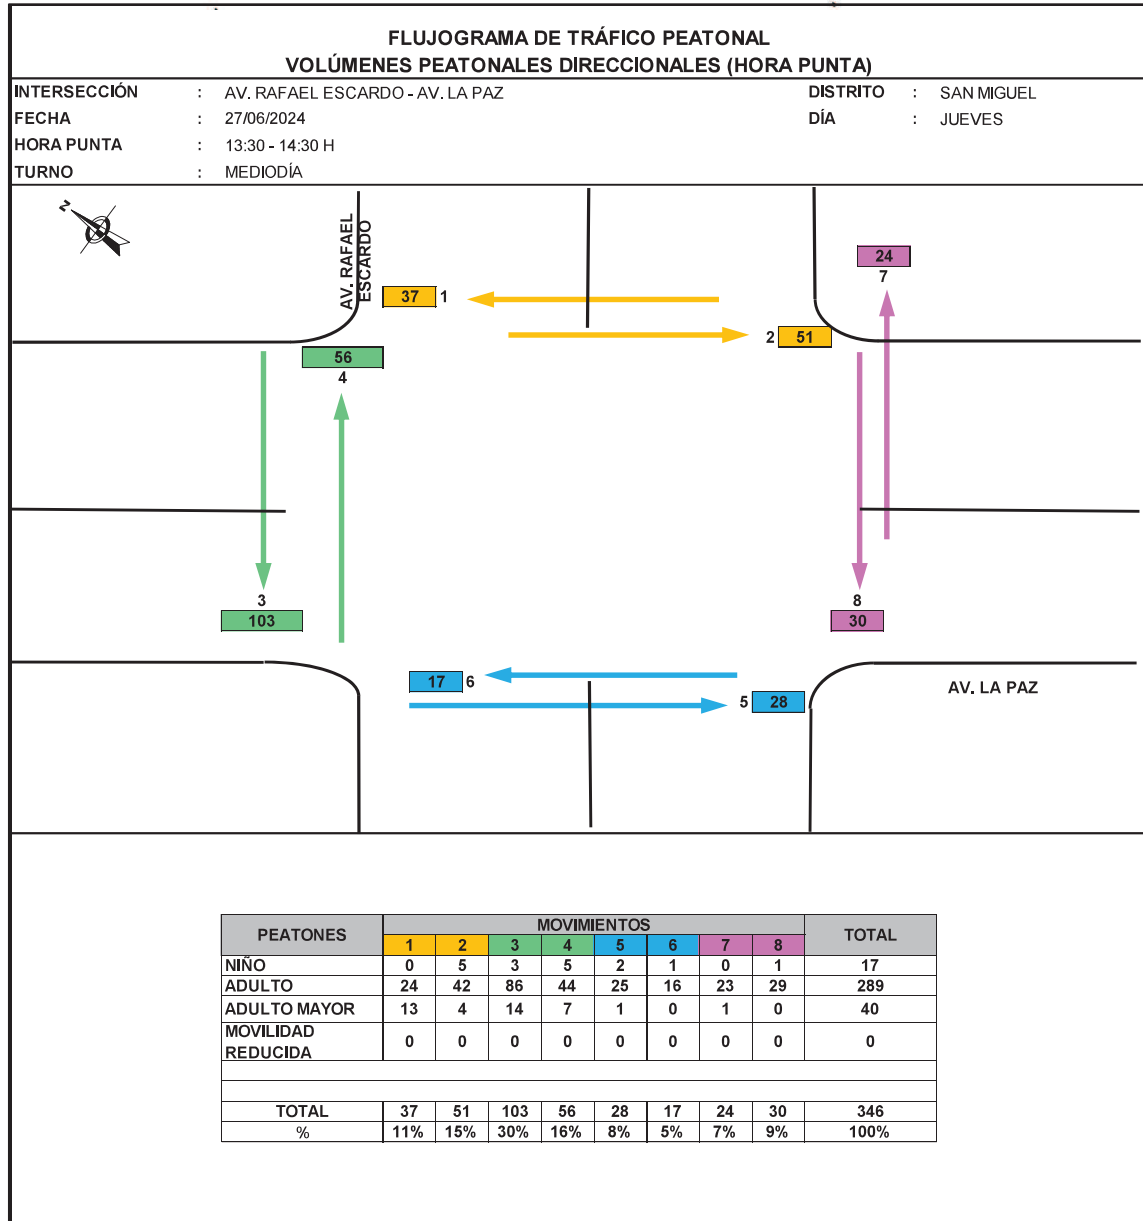 FLUJOGRAMA DE TRÁFICO PEATONAL
VOLÚMENES PEATONALES DIRECCIONALES (HORA PUNTA)
INTERSECCIÓN : AV. RAFAEL ESCARDO - AV. LA PAZ DISTRITO : SAN MIGUEL
FECHA : 27/06/2024 DÍA : JUEVES
HORA PUNTA : 13:30 - 14:30 H
TURNO : MEDIODÍA
N
AV. RAFAEL
ESCARDO
24
7
37 1
2 51
56
4
3
103
8
30
17 6
5 28
AV. LA PAZ
PEATONES MOVIMIENTOS TOTAL
1 2 3 4 5 6 7 8
NIÑO 0 5 3 5 2 1 0 1 17
ADULTO 24 42 86 44 25 16 23 29 289
ADULTO MAYOR 13 4 14 7 1 0 1 0 40
MOVILIDAD
REDUCIDA 0 0 0 0 0 0 0 0 0
TOTAL 37 51 103 56 28 17 24 30 346
% 11% 15% 30% 16% 8% 5% 7% 9% 100%